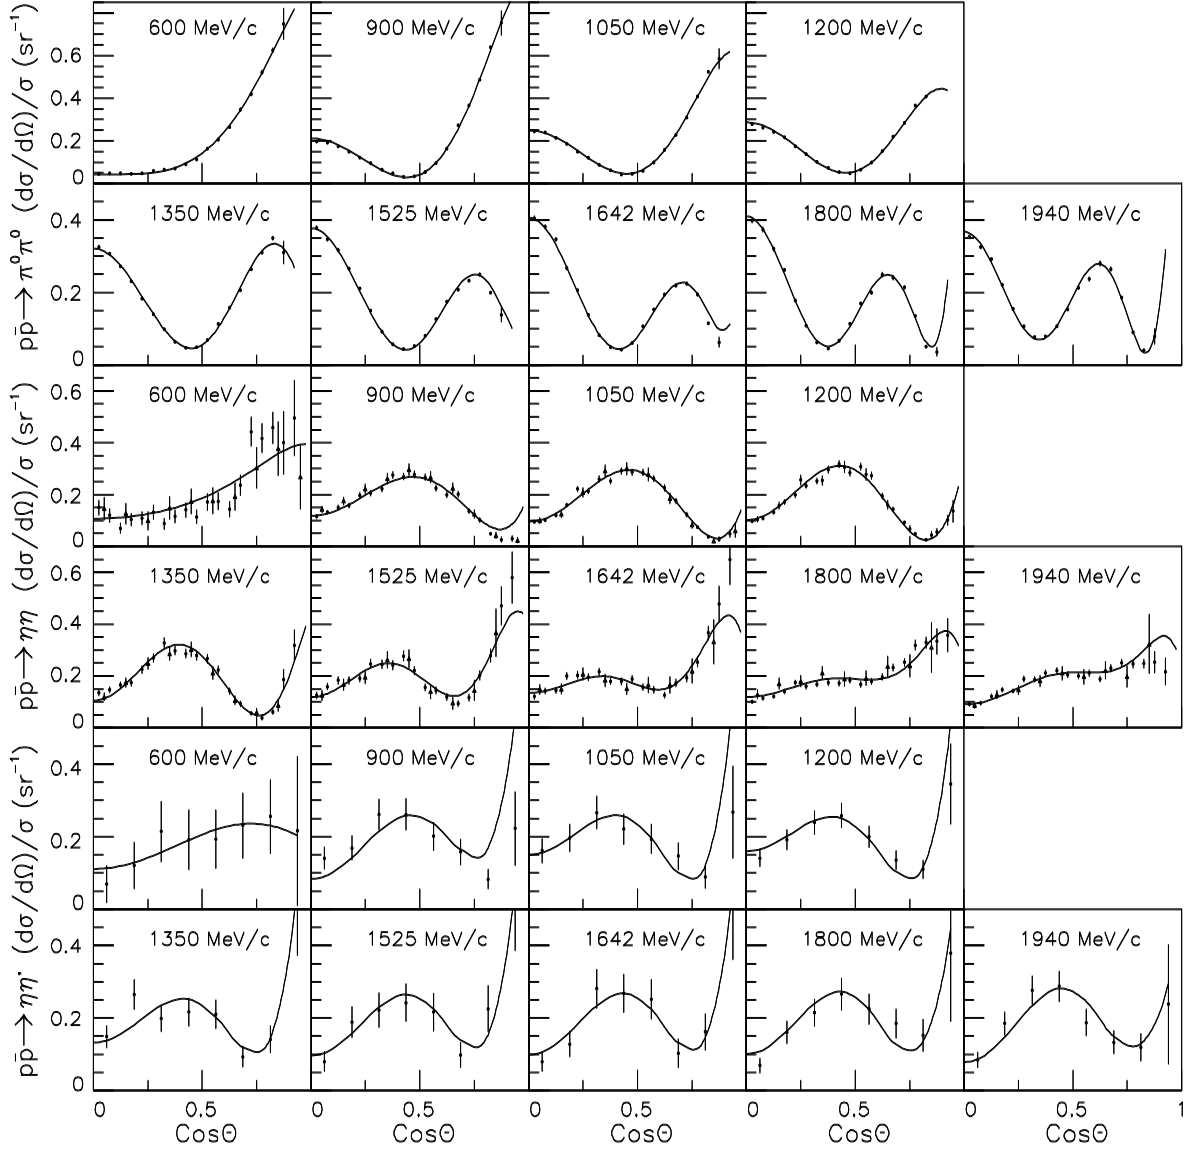 600 MeV/c 900 MeV/c 1050 MeV/c 1200 MeV/c
0.6
0.4
0.2
0
pp̄→π⁰π⁰ (dσ/dΩ)/σ (sr⁻¹)
1350 MeV/c 1525 MeV/c 1642 MeV/c 1800 MeV/c 1940 MeV/c
0.4
0.2
0
600 MeV/c 900 MeV/c 1050 MeV/c 1200 MeV/c
0.6
0.4
0.2
0
pp̄→ηη (dσ/dΩ)/σ (sr⁻¹)
1350 MeV/c 1525 MeV/c 1642 MeV/c 1800 MeV/c 1940 MeV/c
0.6
0.4
0.2
0
600 MeV/c 900 MeV/c 1050 MeV/c 1200 MeV/c
0.4
0.2
0
pp̄→ηη' (dσ/dΩ)/σ (sr⁻¹)
1350 MeV/c 1525 MeV/c 1642 MeV/c 1800 MeV/c 1940 MeV/c
0.4
0.2
0
0 0.5 0 0.5 0 0.5 0 0.5 0 0.5 1
CosΘ CosΘ CosΘ CosΘ CosΘ